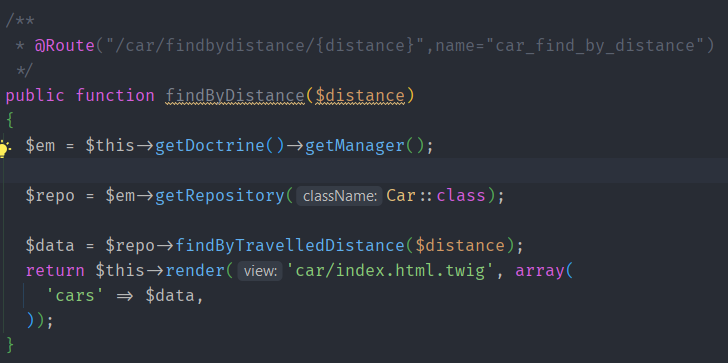 /**
* @Route("/car/findbydistance/{distance}",name="car_find_by_distance")
*/
public function findByDistance($distance)
{
$em = $this->getDoctrine()->getManager();
$repo = $em->getRepository( className: Car::class);
$data = $repo->findByTravelledDistance($distance);
return $this->render( view: 'car/index.html.twig', array(
'cars' => $data,
));
}